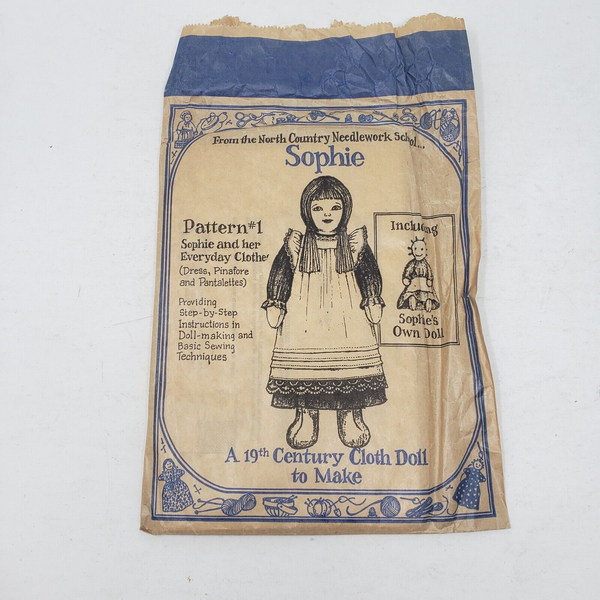 From the North Country Needlework School...
Sophie
Pattern #1
Sophie and her
Everyday Clothes
(Dress, Pinafore
and Pantalettes)
Providing
Step-by-Step
Instructions in
Doll-making and
Basic Sewing
Techniques
Including
Sophie's
Own Doll
A 19th Century Cloth Doll
to Make